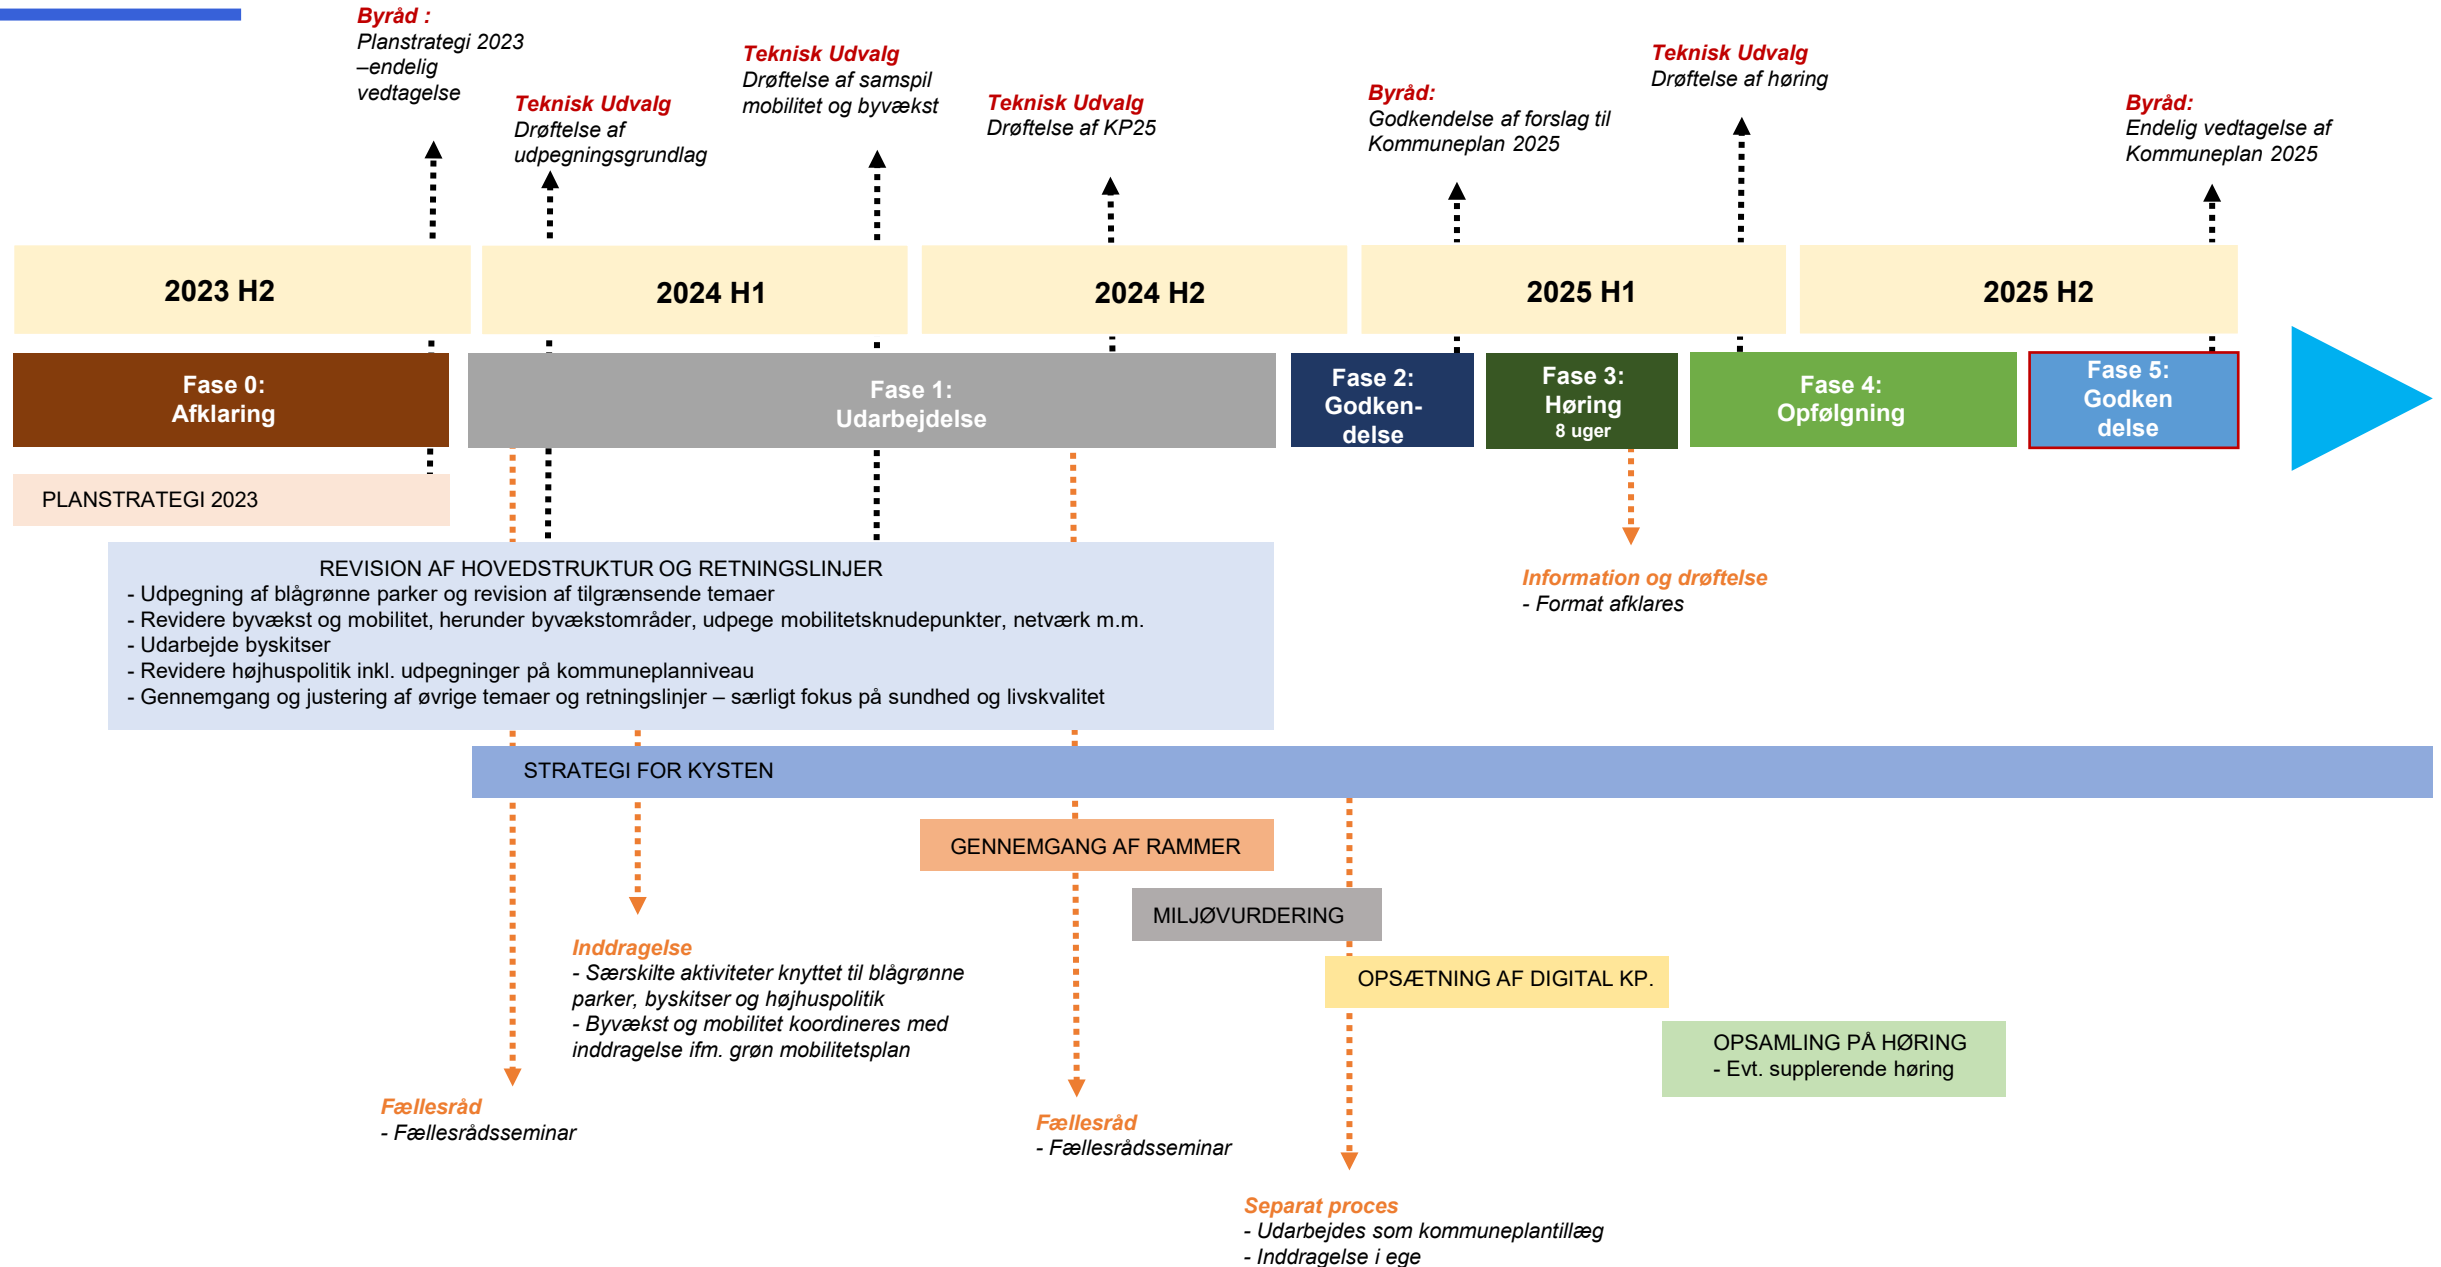 Byråd :
Planstrategi 2023
–endelig
vedtagelse
Teknisk Udvalg
Drøftelse af
udpegningsgrundlag
Teknisk Udvalg
Drøftelse af samspil
mobilitet og byvækst
Teknisk Udvalg
Drøftelse af KP25
Byråd:
Godkendelse af forslag til
Kommuneplan 2025
Teknisk Udvalg
Drøftelse af høring
Byråd:
Endelig vedtagelse af
Kommuneplan 2025
2023 H2
2024 H1
2024 H2
2025 H1
2025 H2
Fase 0:
Afklaring
Fase 1:
Udarbejdelse
Fase 2:
Godken-
delse
Fase 3:
Høring
8 uger
Fase 4:
Opfølgning
Fase 5:
Godken
delse
PLANSTRATEGI 2023
REVISION AF HOVEDSTRUKTUR OG RETNINGSLINJER
- Udpegning af blågrønne parker og revision af tilgrænsende temaer
- Revidere byvækst og mobilitet, herunder byvækstområder, udpege mobilitetsknudepunkter, netværk m.m.
- Udarbejde byskitser
- Revidere højhuspolitik inkl. udpegninger på kommuneplanniveau
- Gennemgang og justering af øvrige temaer og retningslinjer – særligt fokus på sundhed og livskvalitet
Information og drøftelse
- Format afklares
STRATEGI FOR KYSTEN
GENNEMGANG AF RAMMER
MILJØVURDERING
OPSÆTNING AF DIGITAL KP.
OPSAMLING PÅ HØRING
- Evt. supplerende høring
Inddragelse
- Særskilte aktiviteter knyttet til blågrønne
parker, byskitser og højhuspolitik
- Byvækst og mobilitet koordineres med
inddragelse ifm. grøn mobilitetsplan
Fællesråd
- Fællesrådsseminar
Fællesråd
- Fællesrådsseminar
Separat proces
- Udarbejdes som kommuneplantillæg
- Inddragelse i ege